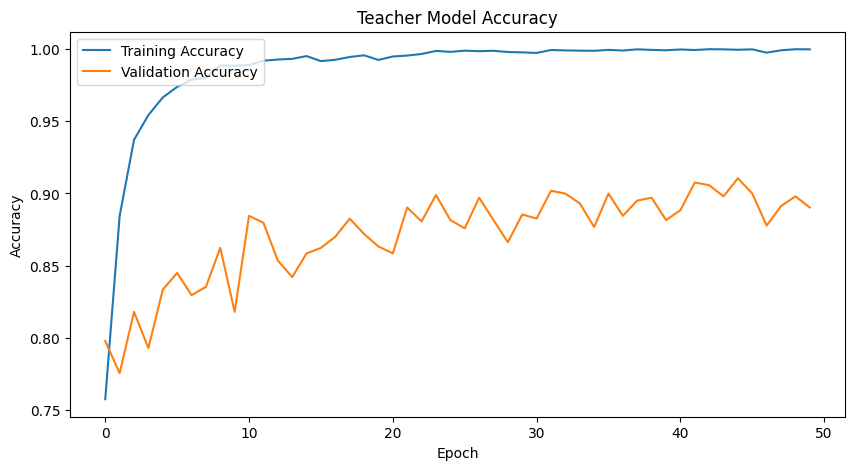 Teacher Model Accuracy
Training Accuracy
Validation Accuracy
1.00
0.95
0.90
0.85
0.80
0.75
Accuracy
0 10 20 30 40 50
Epoch